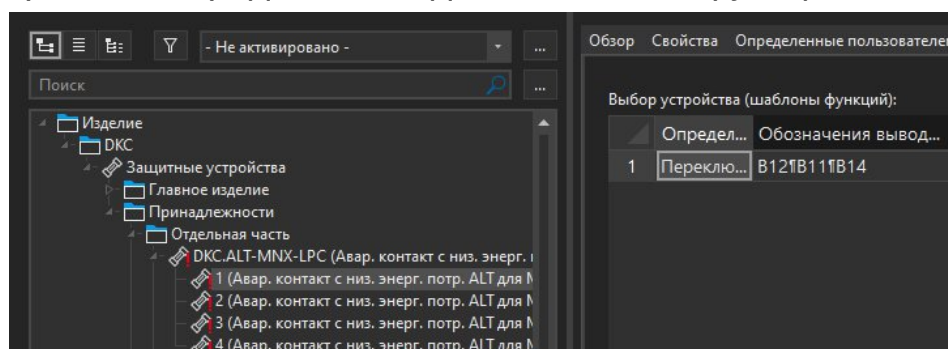 - Не активировано -
...
Поиск
...
Изделие
DKC
Защитные устройства
Главное изделие
Принадлежности
Отдельная часть
DKC.ALT-MNX-LPC (Авар. контакт с низ. энерг.
1 (Авар. контакт с низ. энерг. потр. ALT для
2 (Авар. контакт с низ. энерг. потр. ALT для
3 (Авар. контакт с низ. энерг. потр. ALT для
4 (Авар. контакт с низ. энерг. потр. ALT для
Обзор Свойства Определенные пользователе
Выбор устройства (шаблоны функций):
Определ... Обозначения вывод...
1 Переклю... B12¶B11¶B14